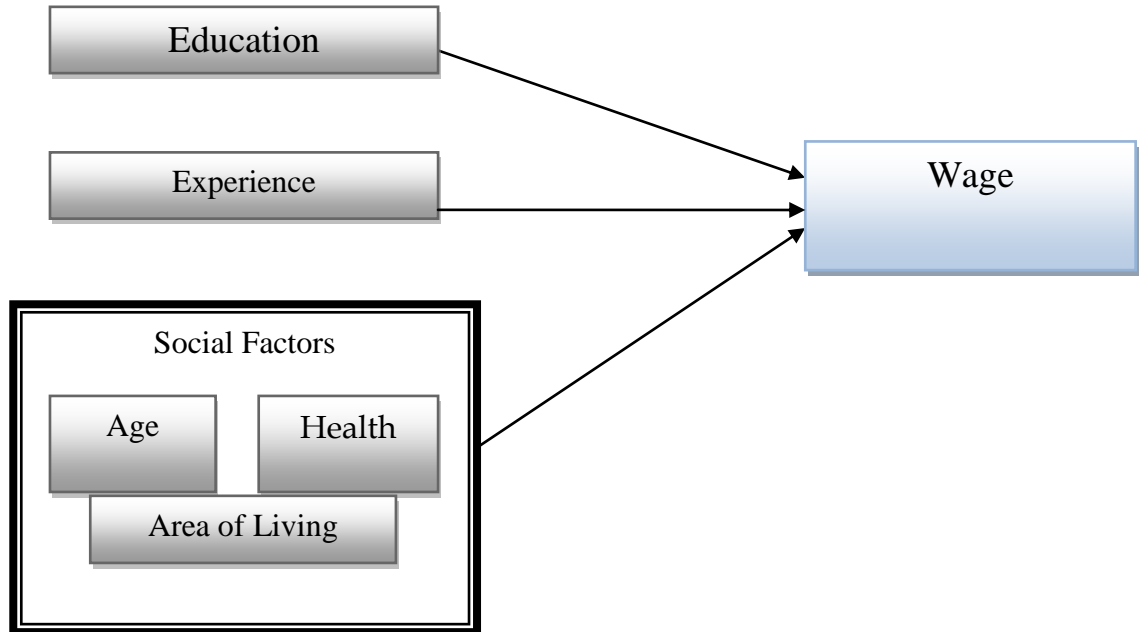 Education
Experience
Wage
Social Factors
Age
Health
Area of Living